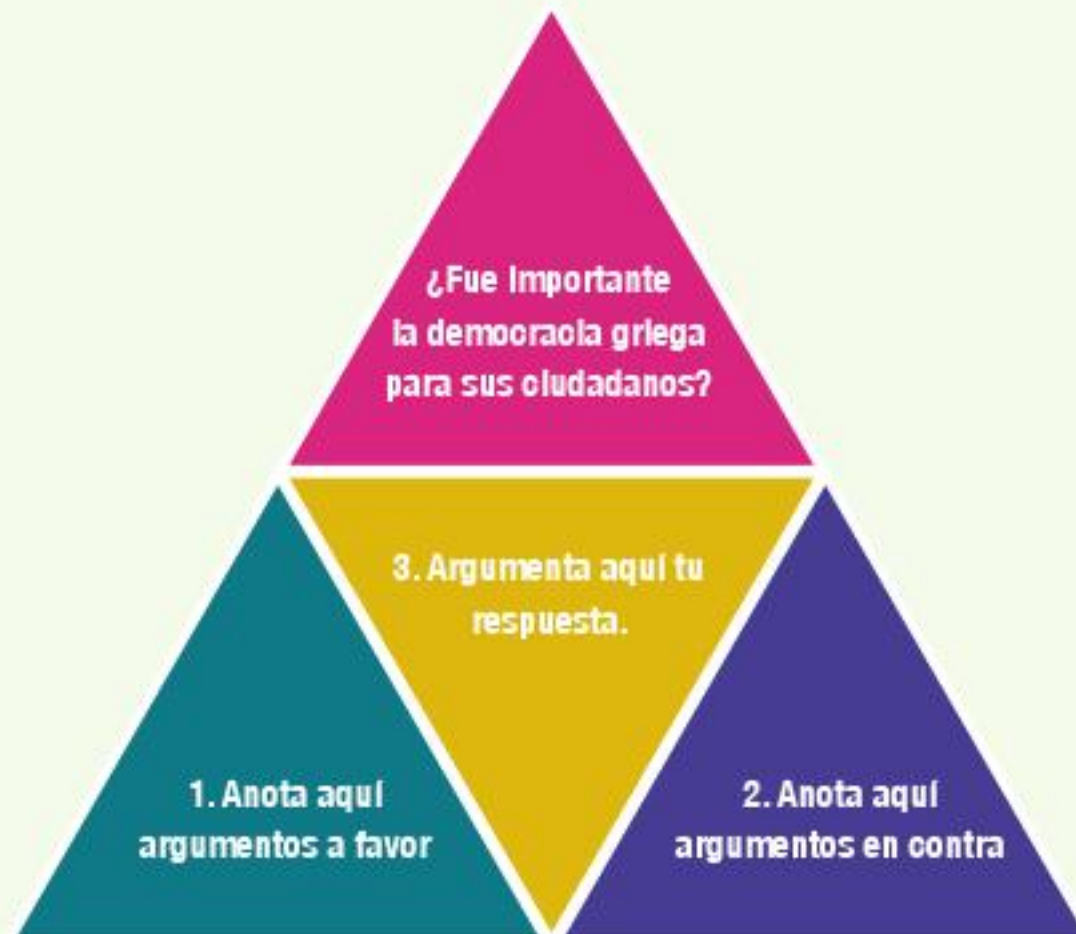 ¿Fue importante
la democracia griega
para sus ciudadanos?
3. Argumenta aquí tu
respuesta.
1. Anota aquí
argumentos a favor
2. Anota aquí
argumentos en contra